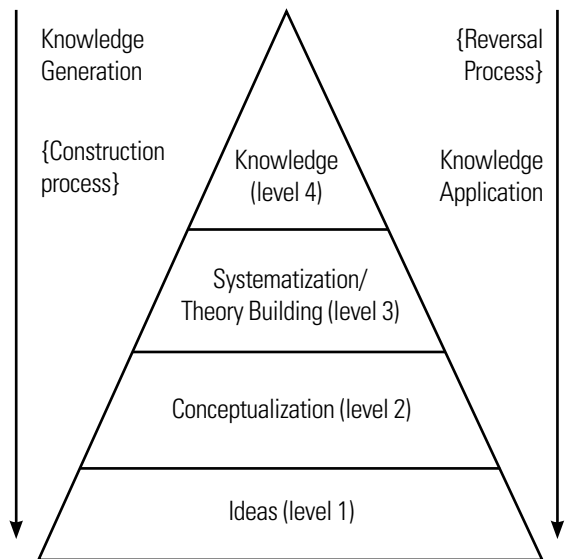 Knowledge
Generation
{Construction
process}
{Reversal
Process}
Knowledge
Application
Knowledge
(level 4)
Systematization/
Theory Building (level 3)
Conceptualization (level 2)
Ideas (level 1)